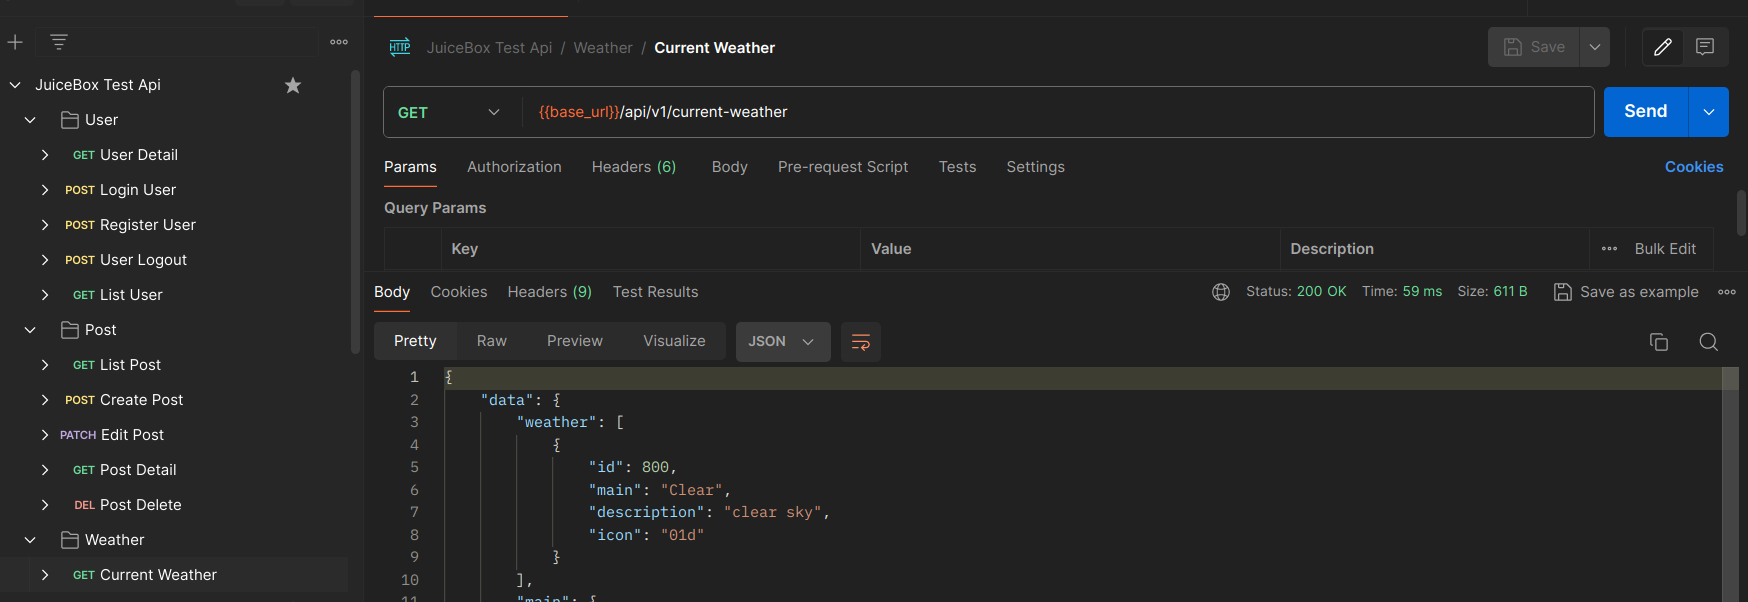 JuiceBox Test Api
User
GET User Detail
POST Login User
POST Register User
POST User Logout
GET List User
Post
GET List Post
POST Create Post
PATCH Edit Post
GET Post Detail
DEL Post Delete
Weather
GET Current Weather
HTTP JuiceBox Test Api / Weather / Current Weather
Save
GET {{base_url}}/api/v1/current-weather
Send
Params Authorization Headers (6) Body Pre-request Script Tests Settings Cookies
Query Params
Key Value Description Bulk Edit
Body Cookies Headers (9) Test Results Status: 200 OK Time: 59 ms Size: 611 B Save as example
Pretty Raw Preview Visualize JSON
1 {
2 "data": {
3 "weather": [
4 {
5 "id": 800,
6 "main": "Clear",
7 "description": "clear sky",
8 "icon": "01d"
9 }
10 ],
11 "main": {